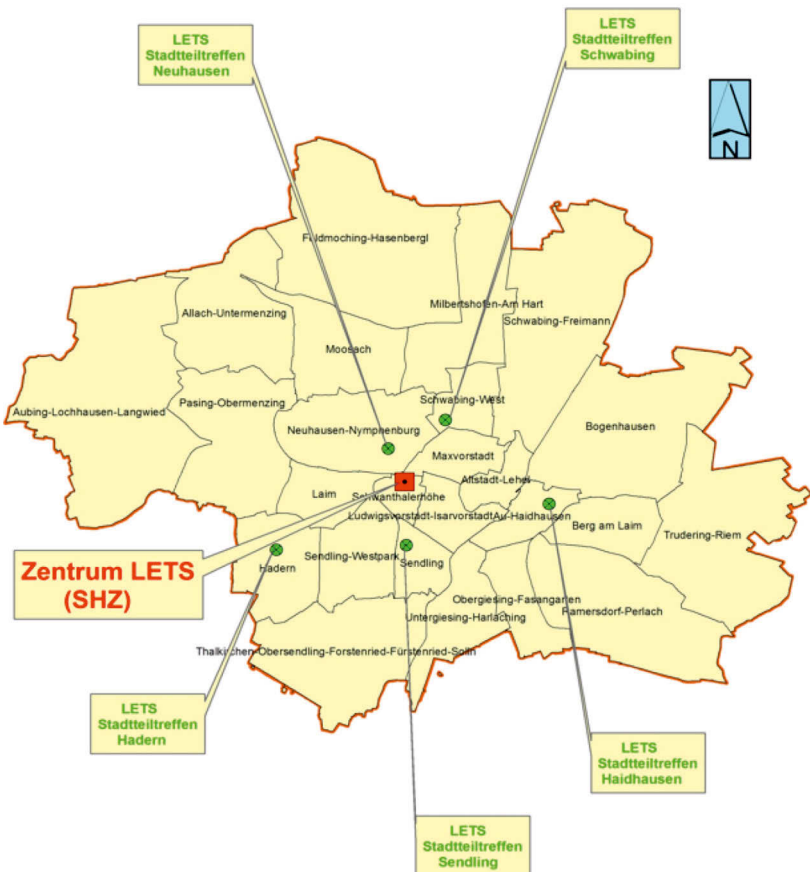 LETS
Stadtteiltreffen
Neuhausen
LETS
Stadtteiltreffen
Schwabing
N
Feldmoching-Hasenbergl
Milbertshofen-Am Hart
Allach-Untermenzing
Schwabing-Freimann
Moosach
Pasing-Obermenzing
Schwabing-West
Aubing-Lochhausen-Langwied
Bogenhausen
Neuhausen-Nymphenburg
Maxvorstadt
Altstadt-Lehel
Laim
Schwanthalerhöhe
Ludwigsvorstadt-Isarvorstadt
Au-Haidhausen
Berg am Laim
Trudering-Riem
Sendling-Westpark
Sendling
Hadern
Zentrum LETS
(SHZ)
Obergiesing-Fasangarten
Ramersdorf-Perlach
Untergiesing-Harlaching
Thalkirchen-Obersendling-Forstenried-Fürstenried-Solln
LETS
Stadtteiltreffen
Hadern
LETS
Stadtteiltreffen
Haidhausen
LETS
Stadtteiltreffen
Sendling